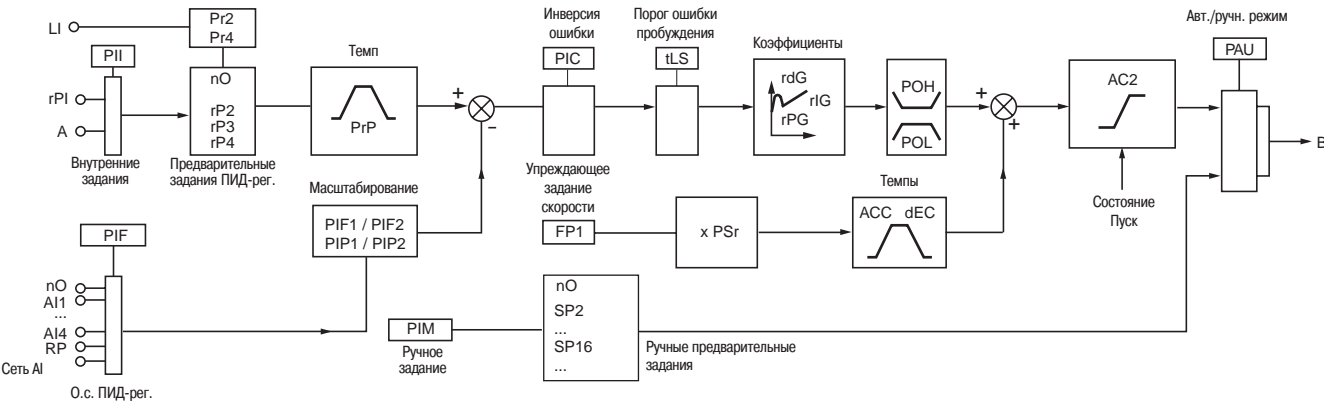 LI
Pr2
Pr4
PII
nO
rP2
rP3
rP4
rPI
A
Внутренние
задания
Предварительные
задания ПИД-рег.
Темп
PrP
+
−
Инверсия
ошибки
PIC
Порог ошибки
пробуждения
tLS
Коэффициенты
rdG
rIG
rPG
POH
POL
+
+
AC2
Состояние
Пуск
Авт./ручн. режим
PAU
B
Масштабирование
PIF1 / PIF2
PIP1 / PIP2
Упреждающее
задание
скорости
FP1
x PSr
Темпы
ACC dEC
PIF
nO
AI1
...
AI4
RP
Сеть AI
О.с. ПИД-рег.
PIM
Ручное
задание
nO
SP2
...
SP16
...
Ручные предварительные
задания